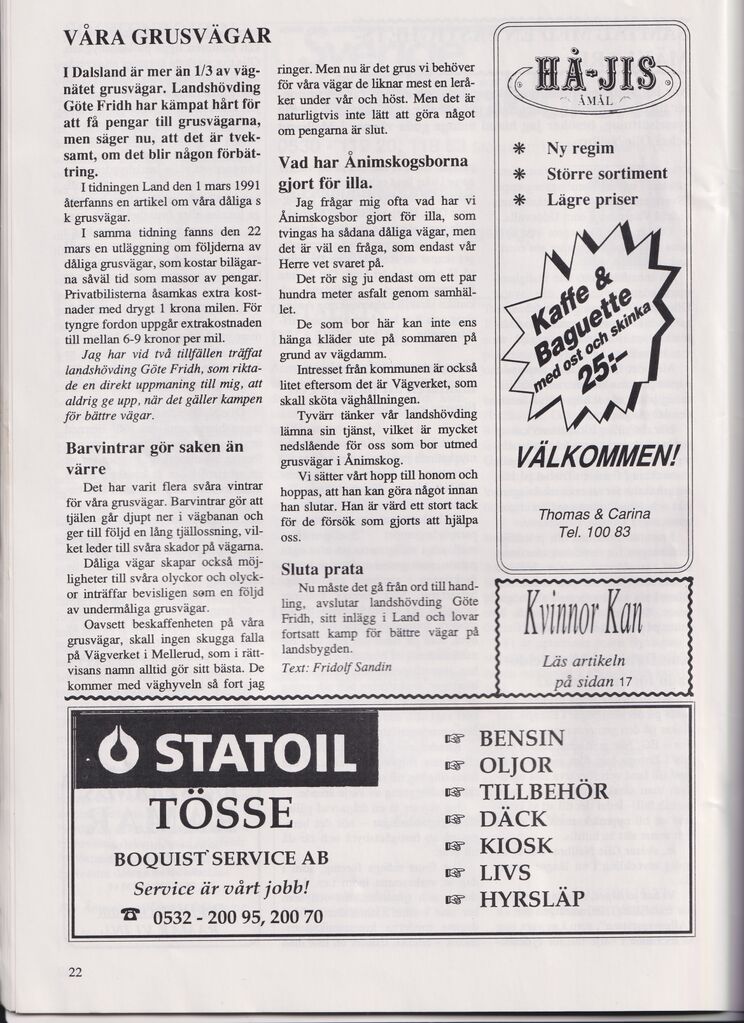 VÅRA GRUSVÄGAR
I Dalsland är mer än 1/3 av väg-
nätet grusvägar. Landshövding
Göte Fridh har kämpat hårt för
att få pengar till grusvägarna,
men säger nu, att det är tvek-
samt, om det blir någon förbätt-
tring.
I tidningen Land den 1 mars 1991
återfanns en artikel om våra dåliga s
k grusvägar.
I samma tidning fanns den 22
mars en utläggning om följderna av
dåliga grusvägar, som kostar bilägar-
na såväl tid som massor av pengar.
Privatbilisterna åsamkas extra kost-
nader med drygt 1 krona milen. För
tyngre fordon uppgår extrakostnaden
till mellan 6-9 kronor per mil.
Jag har vid två tillfällen träffat
landshövding Göte Fridh, som rikta-
de en direkt uppmaning till mig, att
aldrig ge upp, när det gäller kampen
för bättre vägar.
Barvintrar gör saken än
värre
Det har varit flera svåra vintrar
för våra grusvägar. Barvintrar gör att
tjälen går djupt ner i vägbanan och
ger till följd en lång tjällossning, vil-
ket leder till svåra skador på vägarna.
Dåliga vägar skapar också möj-
ligheter till svåra olyckor och olyck-
or inträffar bevisligen som en följd
av undermåliga grusvägar.
Oavsett beskaffenheten på våra
grusvägar, skall ingen skugga falla
på Vägverket i Mellerud, som i rätt-
visans namn alltid gör sitt bästa. De
kommer med väghyveln så fort jag
ringer. Men nu är det grus vi behöver
för våra vägar de liknar mest en lerå-
ker under vår och höst. Men det är
naturligtvis inte lätt att göra något
om pengarna är slut.
Vad har Ånimskogsborna
gjort för illa.
Jag frågar mig ofta vad har vi
Ånimskogsbor gjort för illa, som
tvingas ha sådana dåliga vägar, men
det är väl en fråga, som endast vår
Herre vet svaret på.
Det rör sig ju endast om ett par
hundra meter asfalt genom samhäl-
let.
De som bor här kan inte ens
hänga kläder ute på sommaren på
grund av vägdamm.
Intresset från kommunen är också
litet eftersom det är Vägverket, som
skall sköta väghållningen.
Tyvärr tänker vår landshövding
lämna sin tjänst, vilket är mycket
nedslående för oss som bor utmed
grusvägar i Ånimskog.
Vi sätter vårt hopp till honom och
hoppas, att han kan göra något innan
han slutar. Han är värd ett stort tack
för de försök som gjorts att hjälpa
oss.
Sluta prata
Nu måste det gå från ord till hand-
ling, avslutar landshövding Göte
Fridh, sitt inlägg i Land och lovar
fortsatt kamp för bättre vägar på
landsbygden.
Text: Fridolf Sandin
HÅ-JIS
ÅMÅL
* Ny regim
* Större sortiment
* Lägre priser
Kaffe &
Baguette
med ost och skinka
25:-
VÄLKOMMEN!
Thomas & Carina
Tel. 100 83
Kvinnor Kan
Läs artikeln
på sidan 17
STATOIL
TÖSSE
BOQUIST SERVICE AB
Service är vårt jobb!
☎ 0532 - 200 95, 200 70
☞ BENSIN
☞ OLJOR
☞ TILLBEHÖR
☞ DÄCK
☞ KIOSK
☞ LIVS
☞ HYRSLÄP
22